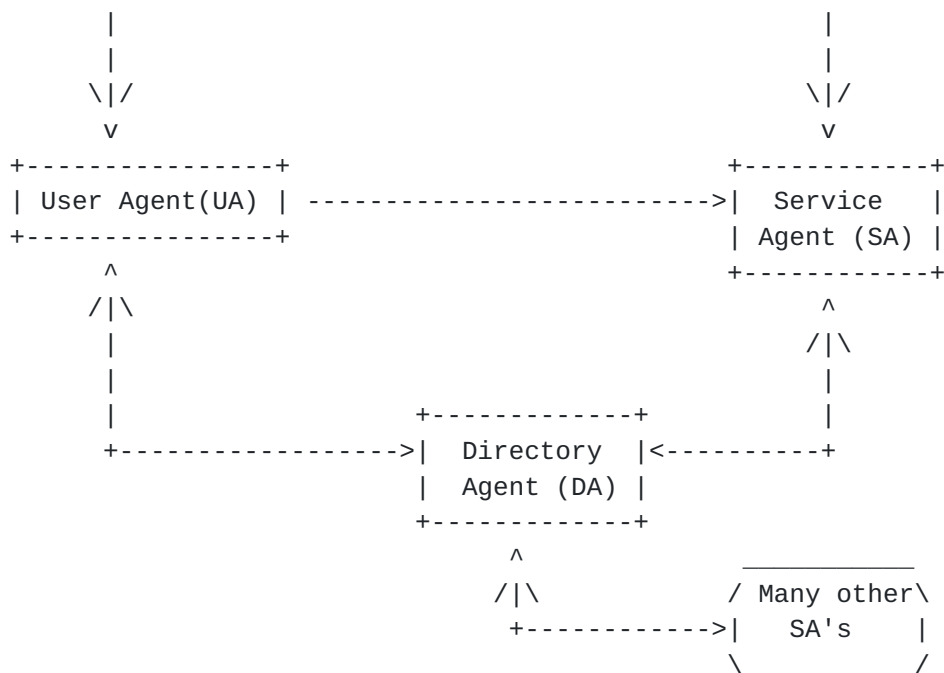 User Agent(UA)
Service
Agent (SA)
Directory
Agent (DA)
Many other
SA's